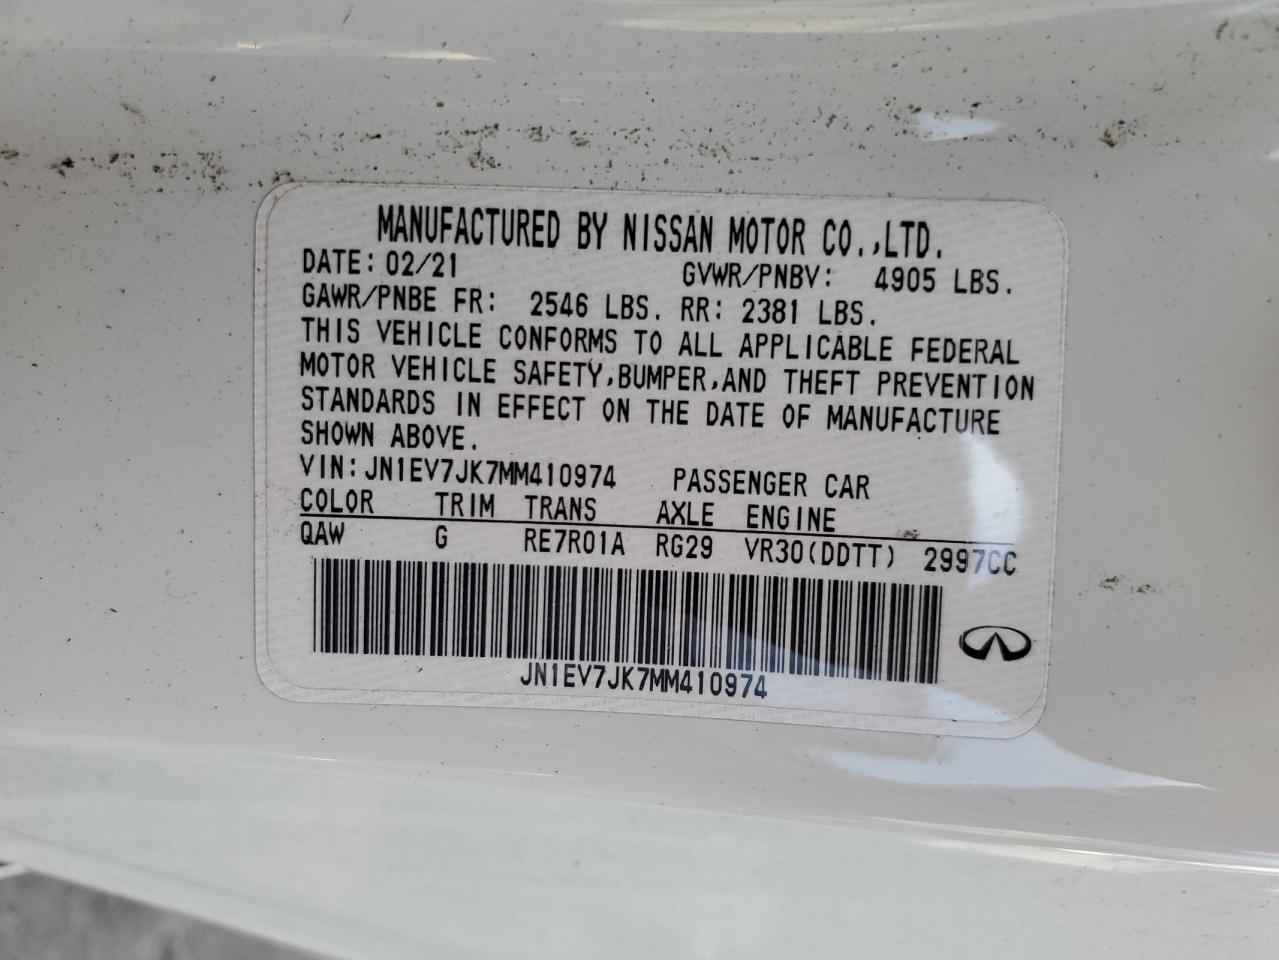 MANUFACTURED BY NISSAN MOTOR CO.,LTD.
DATE: 02/21 GVWR/PNBV: 4905 LBS.
GAWR/PNBE FR: 2546 LBS. RR: 2381 LBS.
THIS VEHICLE CONFORMS TO ALL APPLICABLE FEDERAL
MOTOR VEHICLE SAFETY,BUMPER,AND THEFT PREVENTION
STANDARDS IN EFFECT ON THE DATE OF MANUFACTURE
SHOWN ABOVE.
VIN:JN1EV7JK7MM410974 PASSENGER CAR
COLOR TRIM TRANS AXLE ENGINE
QAW G RE7R01A RG29 VR30(DDTT) 2997CC
JN1EV7JK7MM410974